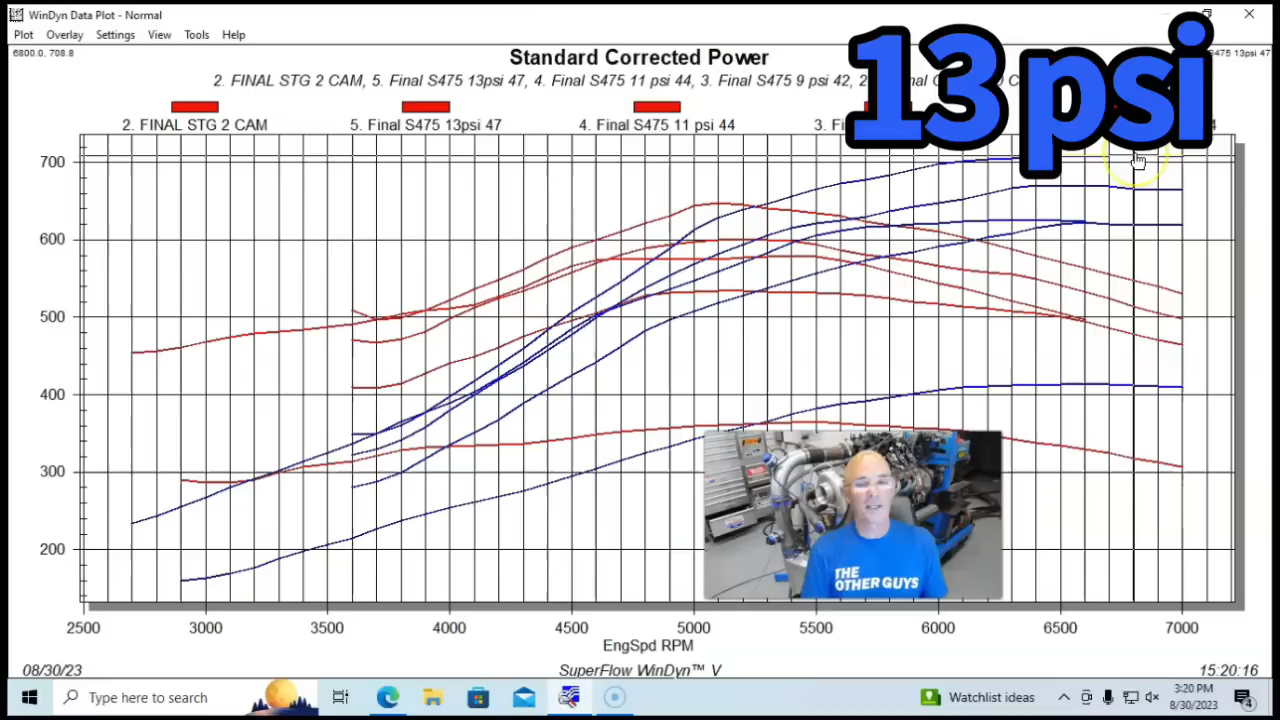 WinDyn Data Plot - Normal
Plot Overlay Settings View Tools Help
6800.0, 708.8
Standard Corrected Power
13 psi
2. FINAL STG 2 CAM, 5. Final S475 13psi 47, 4. Final S475 11 psi 44, 3. Final S475 9 psi 42, 2.
13psi 47
2. FINAL STG 2 CAM
5. Final S475 13psi 47
4. Final S475 11 psi 44
3.
700
600
500
400
300
200
THE
OTHER GUYS
2500 3000 3500 4000 4500 5000 5500 6000 6500 7000
EngSpd RPM
08/30/23
SuperFlow WinDyn™ V
15:20:16
Type here to search
Watchlist ideas
3:20 PM
8/30/2023
4